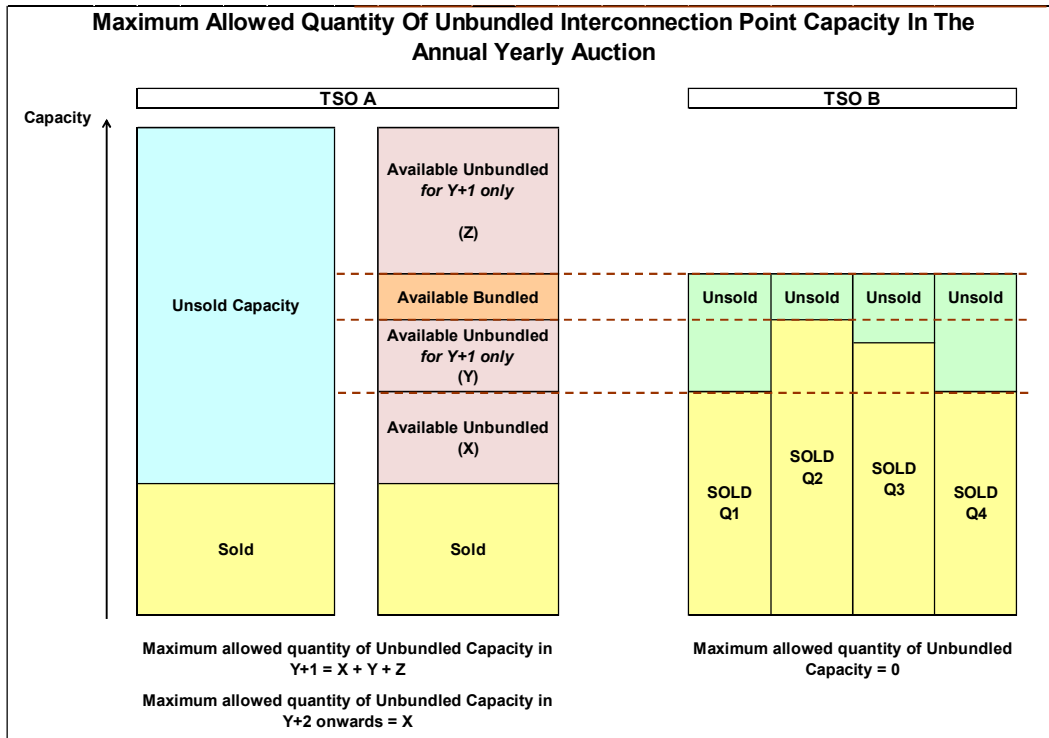 Maximum Allowed Quantity Of Unbundled Interconnection Point Capacity In The
Annual Yearly Auction
TSO A
TSO B
Capacity
Unsold Capacity
Sold
Available Unbundled
for Y+1 only
(Z)
Available Bundled
Available Unbundled
for Y+1 only
(Y)
Available Unbundled
(X)
Sold
Unsold
Unsold
Unsold
Unsold
SOLD
Q1
SOLD
Q2
SOLD
Q3
SOLD
Q4
Maximum allowed quantity of Unbundled Capacity in
Y+1 = X + Y + Z
Maximum allowed quantity of Unbundled Capacity in
Y+2 onwards = X
Maximum allowed quantity of Unbundled
Capacity = 0